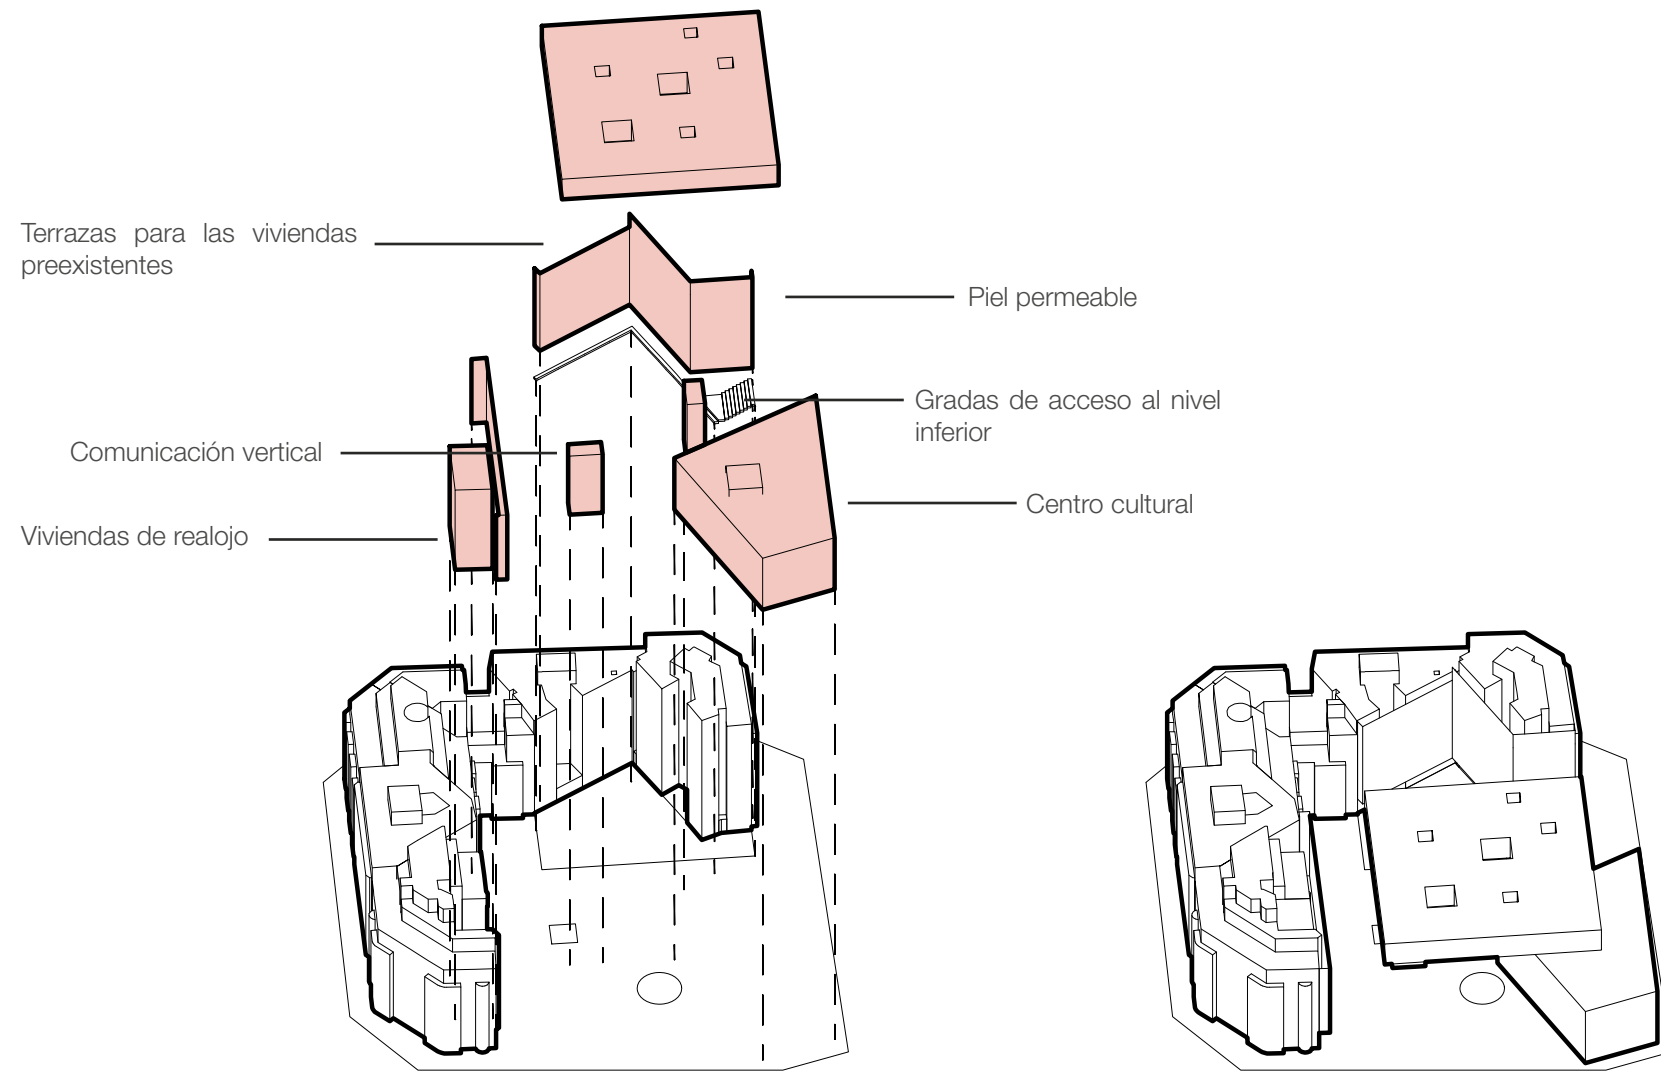 Terrazas para las viviendas
preexistentes
Piel permeable
Gradas de acceso al nivel
inferior
Comunicación vertical
Centro cultural
Viviendas de realojo